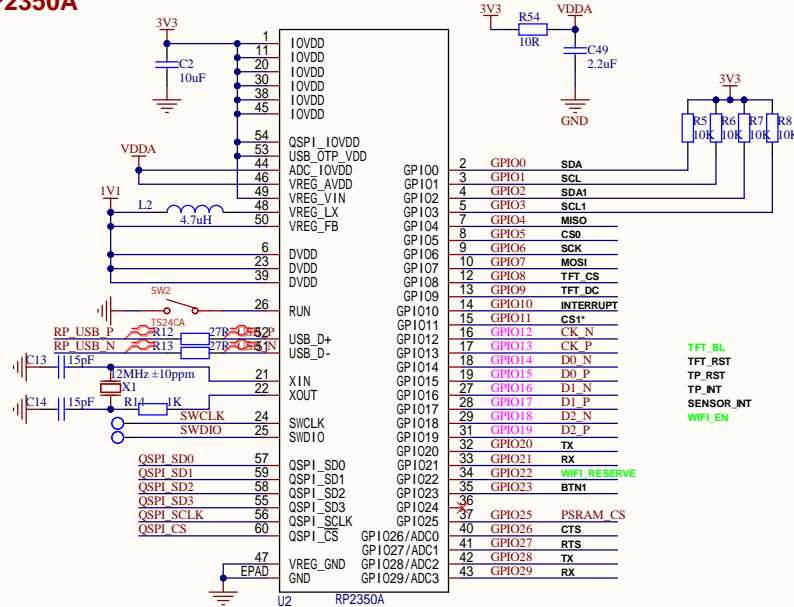 RP2350A
3V3
C2
10uF
3V3
R54
10R
VDDA
C49
2.2uF
GND
3V3
R5
10K
R6
10K
R7
10K
R8
10K
1 IOVDD
11 IOVDD
20 IOVDD
30 IOVDD
38 IOVDD
45 IOVDD
54 QSPI_IOVDD
53 USB_OTP_VDD
VDDA
44 ADC_IOVDD
46 VREG_AVDD
49 VREG_VIN
1V1
L2
4.7uH
48 VREG_LX
50 VREG_FB
6 DVDD
23 DVDD
39 DVDD
SW2
TS24CA
26 RUN
RP_USB_P R12 27R USB_P 52 USB_D+
RP_USB_N R13 27R USB_N 51 USB_D-
C13 15pF
12MHz ±10ppm
X1
21 XIN
22 XOUT
C14 15pF R14 1K
SWCLK 24 SWCLK
SWDIO 25 SWDIO
QSPI_SD0 57 QSPI_SD0
QSPI_SD1 59 QSPI_SD1
QSPI_SD2 58 QSPI_SD2
QSPI_SD3 55 QSPI_SD3
QSPI_SCLK 56 QSPI_SCLK
QSPI_CS 60 QSPI_CS
47 VREG_GND
EPAD GND
GPIO0 2 GPIO0 SDA
GPIO1 3 GPIO1 SCL
GPIO2 4 GPIO2 SDA1
GPIO3 5 GPIO3 SCL1
GPIO4 7 GPIO4 MISO
GPIO5 8 GPIO5 CS0
GPIO6 9 GPIO6 SCK
GPIO7 10 GPIO7 MOSI
GPIO8 12 GPIO8 TFT_CS
GPIO9 13 GPIO9 TFT_DC
GPIO10 14 GPIO10 INTERRUPT
GPIO11 15 GPIO11 CS1*
GPIO12 16 GPIO12 CK_N
GPIO13 17 GPIO13 CK_P
GPIO14 18 GPIO14 D0_N
GPIO15 19 GPIO15 D0_P
GPIO16 27 GPIO16 D1_N
GPIO17 28 GPIO17 D1_P
GPIO18 29 GPIO18 D2_N
GPIO19 31 GPIO19 D2_P
GPIO20 32 GPIO20 TX
GPIO21 33 GPIO21 RX
GPIO22 34 GPIO22 WIFI_RESERVE
GPIO23 35 GPIO23 BTN1
GPIO24 36
GPIO25 37 GPIO25 PSRAM_CS
GPIO26/ADC0 40 GPIO26 CTS
GPIO27/ADC1 41 GPIO27 RTS
GPIO28/ADC2 42 GPIO28 TX
GPIO29/ADC3 43 GPIO29 RX
TFT_BL
TFT_RST
TP_RST
TP_INT
SENSOR_INT
WIFI_EN
U2
RP2350A